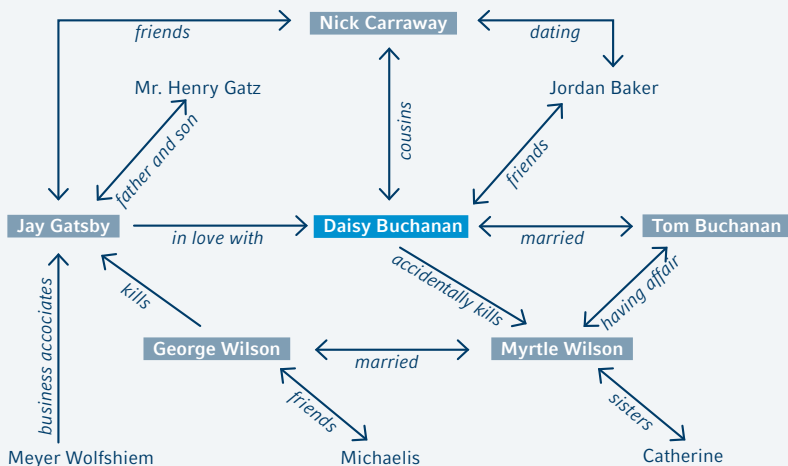 Nick Carraway
friends
dating
Mr. Henry Gatz
Jordan Baker
father and son
cousins
friends
Jay Gatsby
in love with
Daisy Buchanan
married
Tom Buchanan
business accociates
kills
accidentally kills
having affair
George Wilson
married
Myrtle Wilson
friends
sisters
Meyer Wolfshiem
Michaelis
Catherine